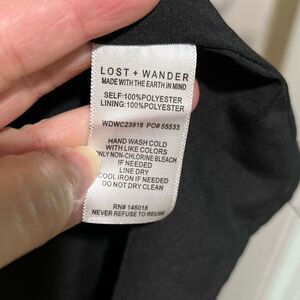 LOST + WANDER
MADE WITH THE EARTH IN MIND
SELF:100%POLYESTER
LINING:100%POLYESTER
WDWC23916 PO# 55533
HAND WASH COLD
WITH LIKE COLORS
ONLY NON-CHLORINE BLEACH
IF NEEDED
LINE DRY
COOL IRON IF NEEDED
DO NOT DRY CLEAN
RN# 146018
NEVER REFUSE TO REUSE